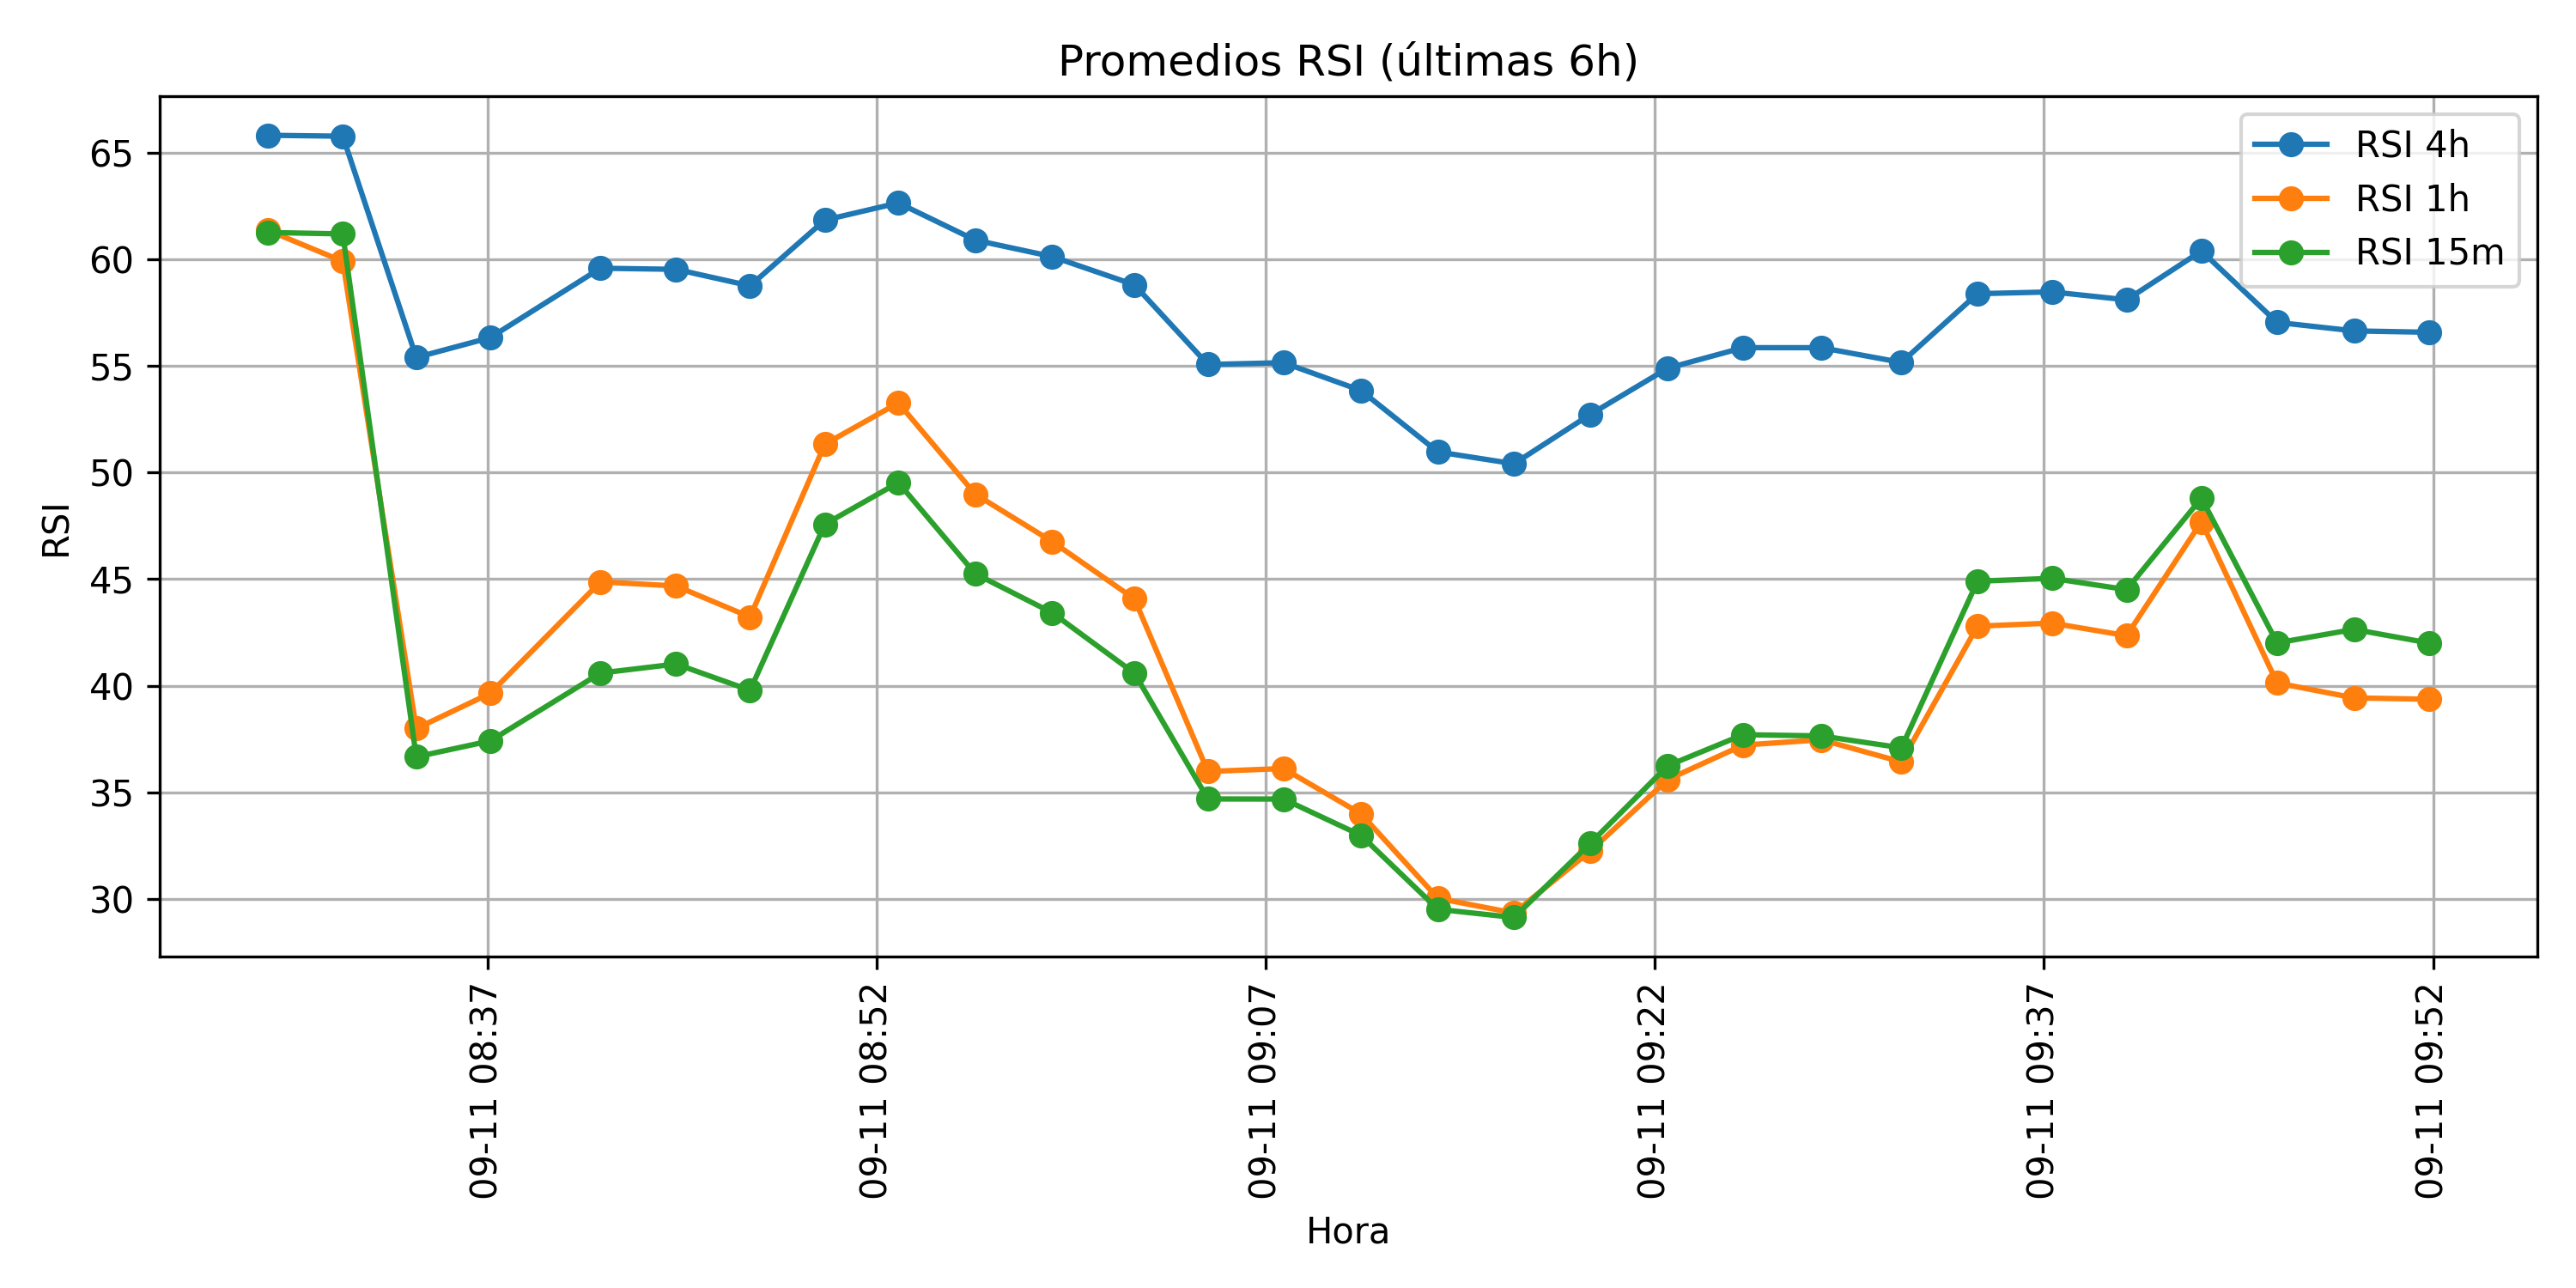 Promedios RSI (últimas 6h)
RSI 4h
RSI 1h
RSI 15m
65
60
55
50
45
40
35
30
RSI
09-11 08:37
09-11 08:52
09-11 09:07
09-11 09:22
09-11 09:37
09-11 09:52
Hora